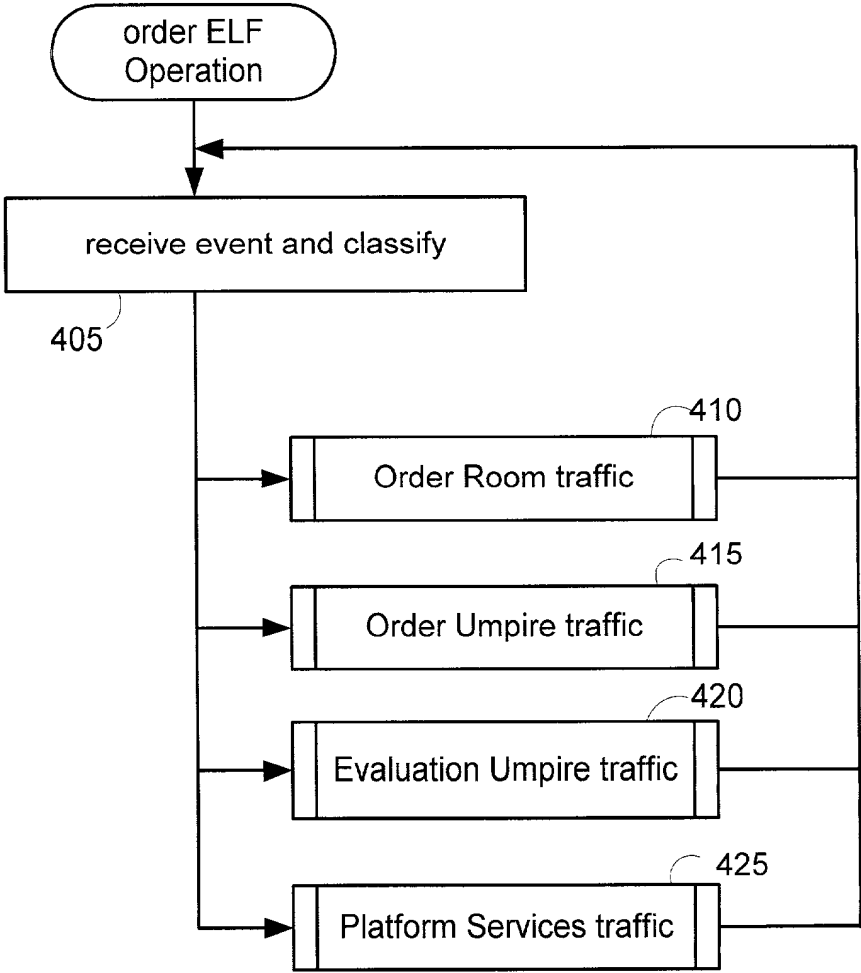 order ELF
Operation
receive event and classify
405
410
Order Room traffic
415
Order Umpire traffic
420
Evaluation Umpire traffic
425
Platform Services traffic